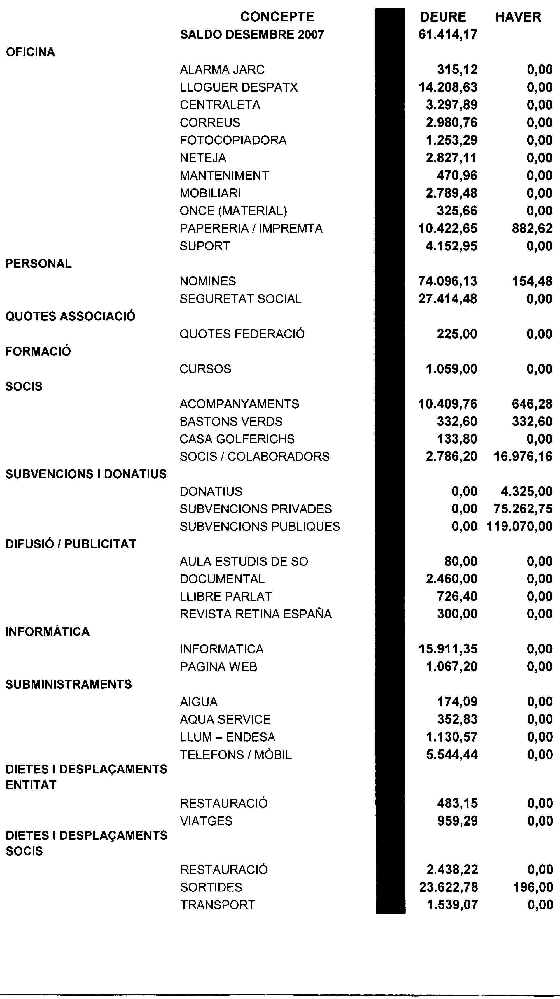 CONCEPTE DEURE HAVER
SALDO DESEMBRE 2007 61.414,17
OFICINA
ALARMA JARC 315,12 0,00
LLOGUER DESPATX 14.208,63 0,00
CENTRALETA 3.297,89 0,00
CORREUS 2.980,76 0,00
FOTOCOPIADORA 1.253,29 0,00
NETEJA 2.827,11 0,00
MANTENIMENT 470,96 0,00
MOBILIARI 2.789,48 0,00
ONCE (MATERIAL) 325,66 0,00
PAPERERIA / IMPREMTA 10.422,65 882,62
SUPORT 4.152,95 0,00
PERSONAL
NOMINES 74.096,13 154,48
SEGURETAT SOCIAL 27.414,48 0,00
QUOTES ASSOCIACIÓ
QUOTES FEDERACIÓ 225,00 0,00
FORMACIÓ
CURSOS 1.059,00 0,00
SOCIS
ACOMPANYAMENTS 10.409,76 646,28
BASTONS VERDS 332,60 332,60
CASA GOLFERICHS 133,80 0,00
SOCIS / COLABORADORS 2.786,20 16.976,16
SUBVENCIONS I DONATIUS
DONATIUS 0,00 4.325,00
SUBVENCIONS PRIVADES 0,00 75.262,75
SUBVENCIONS PUBLIQUES 0,00 119.070,00
DIFUSIÓ / PUBLICITAT
AULA ESTUDIS DE SO 80,00 0,00
DOCUMENTAL 2.460,00 0,00
LLIBRE PARLAT 726,40 0,00
REVISTA RETINA ESPAÑA 300,00 0,00
INFORMÀTICA
INFORMATICA 15.911,35 0,00
PAGINA WEB 1.067,20 0,00
SUBMINISTRAMENTS
AIGUA 174,09 0,00
AQUA SERVICE 352,83 0,00
LLUM – ENDESA 1.130,57 0,00
TELEFONS / MÒBIL 5.544,44 0,00
DIETES I DESPLAÇAMENTS
ENTITAT
RESTAURACIÓ 483,15 0,00
VIATGES 959,29 0,00
DIETES I DESPLAÇAMENTS
SOCIS
RESTAURACIÓ 2.438,22 0,00
SORTIDES 23.622,78 196,00
TRANSPORT 1.539,07 0,00